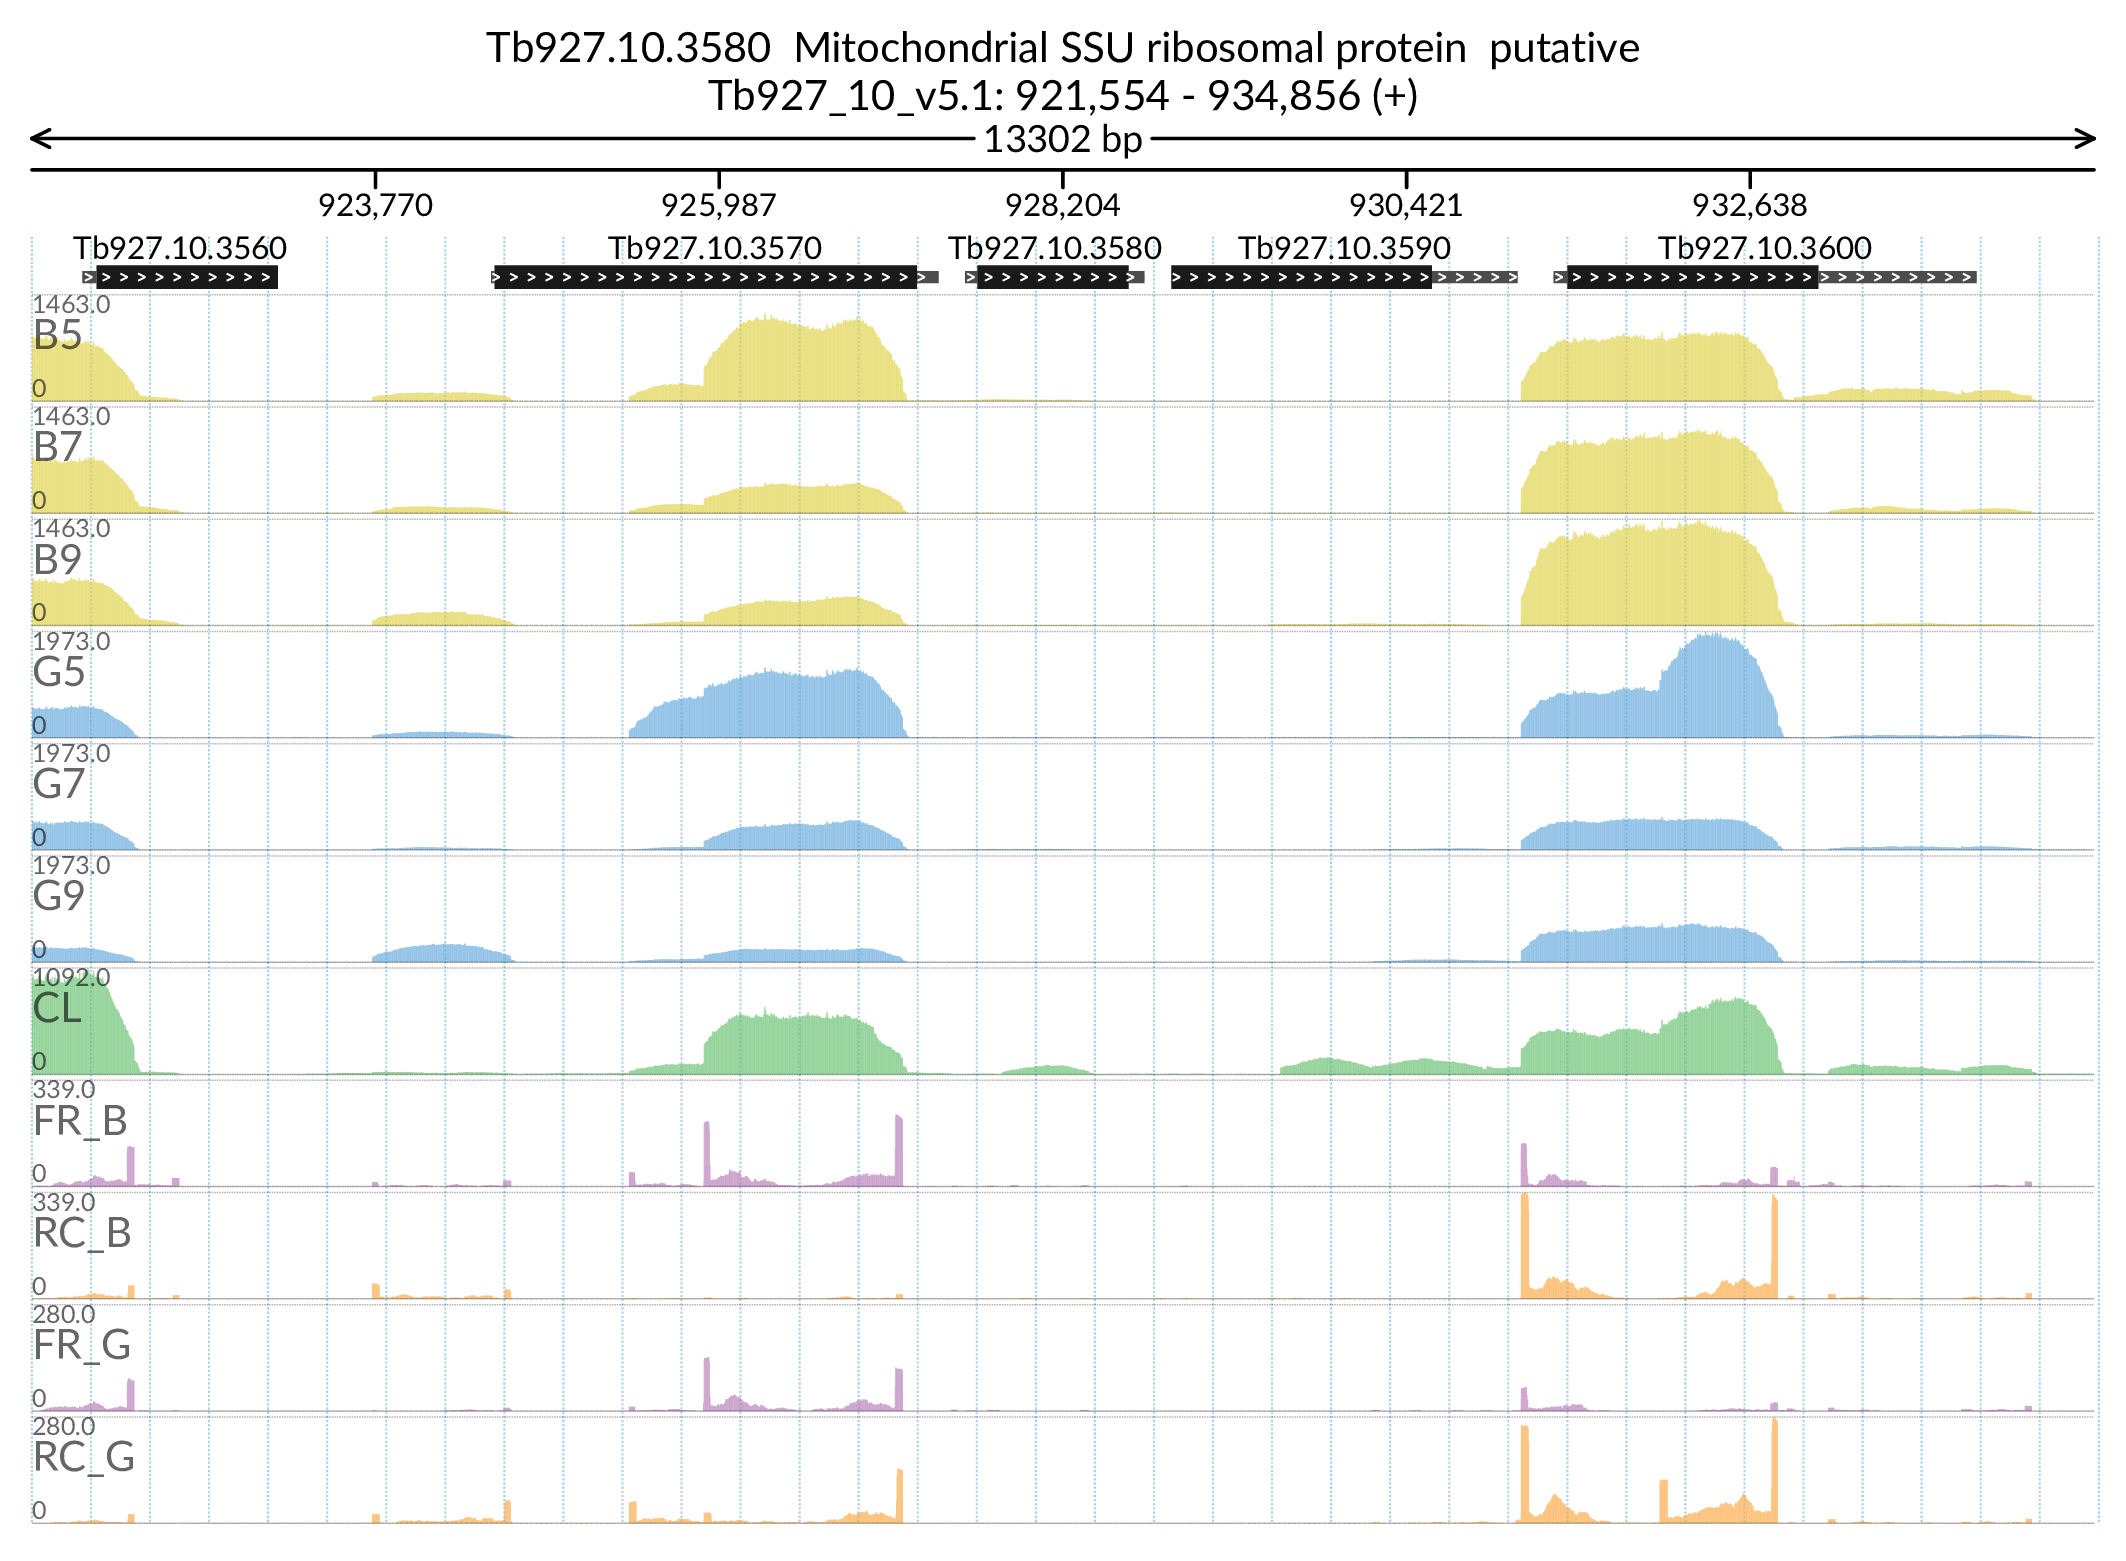 Tb927.10.3580 Mitochondrial SSU ribosomal protein putative
Tb927_10_v5.1: 921,554 - 934,856 (+)
13302 bp
923,770 925,987 928,204 930,421 932,638
Tb927.10.3560 Tb927.10.3570 Tb927.10.3580 Tb927.10.3590 Tb927.10.3600
1463.0
B5
0
1463.0
B7
0
1463.0
B9
0
1973.0
G5
0
1973.0
G7
0
1973.0
G9
0
1092.0
CL
0
339.0
FR_B
0
339.0
RC_B
0
280.0
FR_G
0
280.0
RC_G
0